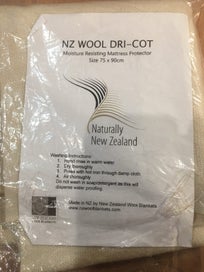 NZ WOOL DRI-COT
Moisture Resisting Mattress Protector
Size 75 x 90cm
Naturally
New Zealand
Washing Instructions
1. Hand rinse in warm water
2. Dry thoroughly
3. Press with hot iron through damp cloth
4. Air thoroughly
Do not wash in soap/detergent as this will
disperse water proofing.
Made in NZ by New Zealand Wool Blankets
www.nzwoolblankets.com